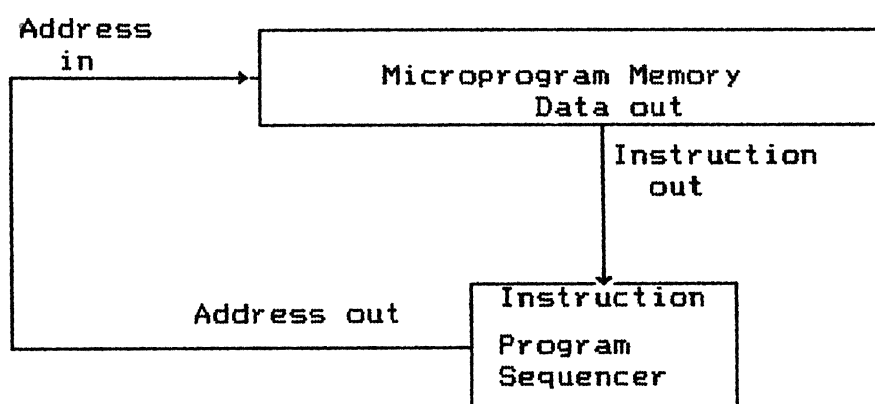 Address
in
Microprogram Memory
Data out
Instruction
out
Instruction
Address out
Program
Sequencer